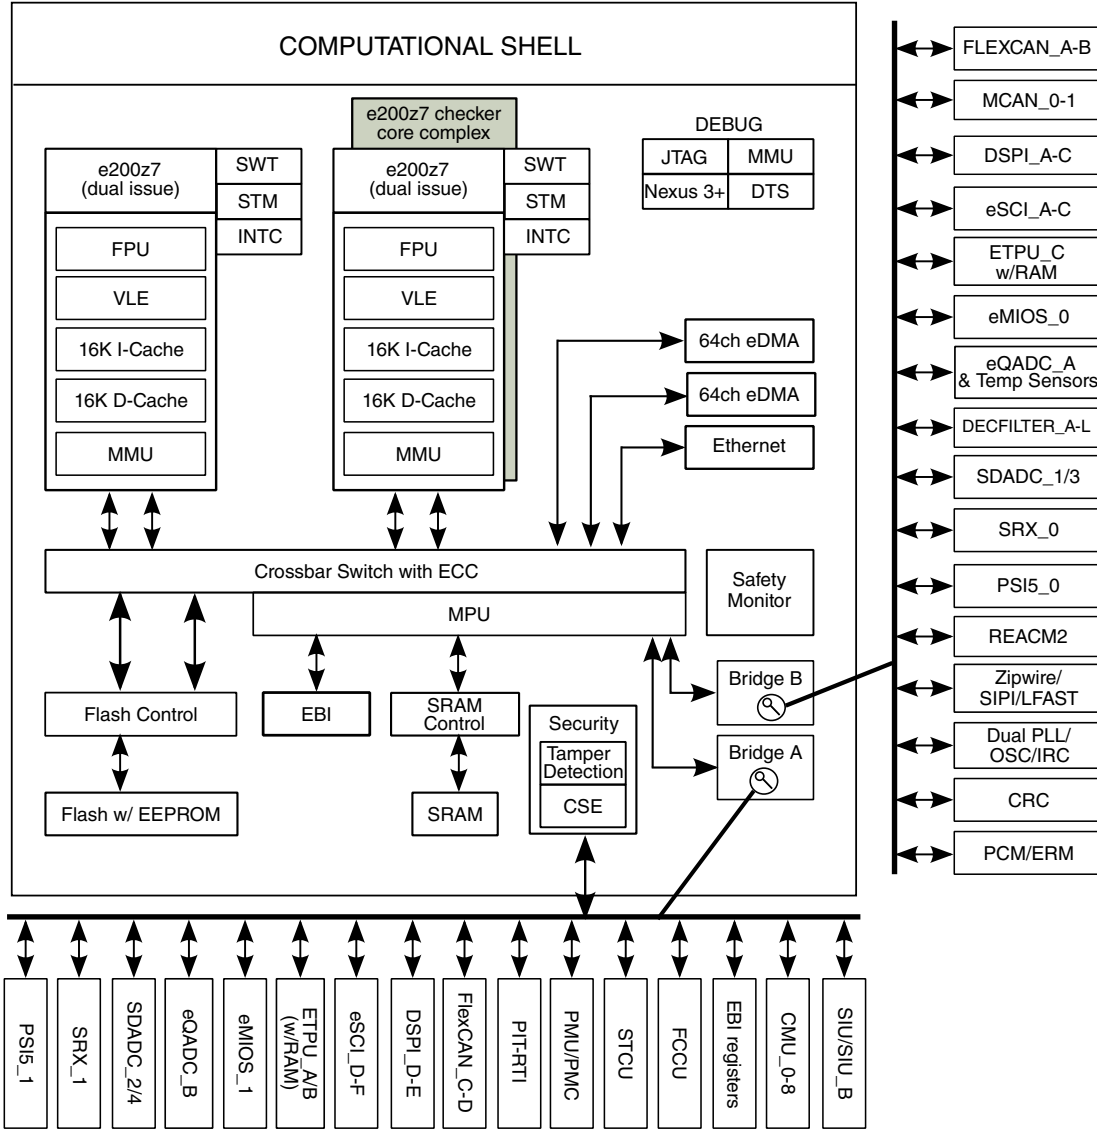 COMPUTATIONAL SHELL
e200z7 checker
core complex
DEBUG
JTAG
MMU
Nexus 3+
DTS
e200z7
(dual issue)
SWT
STM
INTC
FPU
VLE
16K I-Cache
16K D-Cache
MMU
e200z7
(dual issue)
SWT
STM
INTC
FPU
VLE
16K I-Cache
16K D-Cache
MMU
64ch eDMA
64ch eDMA
Ethernet
Crossbar Switch with ECC
MPU
Safety
Monitor
Flash Control
EBI
SRAM
Control
Security
Tamper
Detection
CSE
Bridge B
Bridge A
Flash w/ EEPROM
SRAM
FLEXCAN_A-B
MCAN_0-1
DSPI_A-C
eSCI_A-C
ETPU_C
w/RAM
eMIOS_0
eQADC_A
& Temp Sensors
DECFILTER_A-L
SDADC_1/3
SRX_0
PSI5_0
REACM2
Zipwire/
SIPI/LFAST
Dual PLL/
OSC/IRC
CRC
PCM/ERM
PSI5_1
SRX_1
SDADC_2/4
eQADC_B
eMIOS_1
ETPU_A/B
(w/RAM)
eSCI_D-F
DSPI_D-E
FlexCAN_C-D
PIT-RTI
PMU/PMC
STCU
FCCU
EBI registers
CMU_0-8
SIU/SIU_B